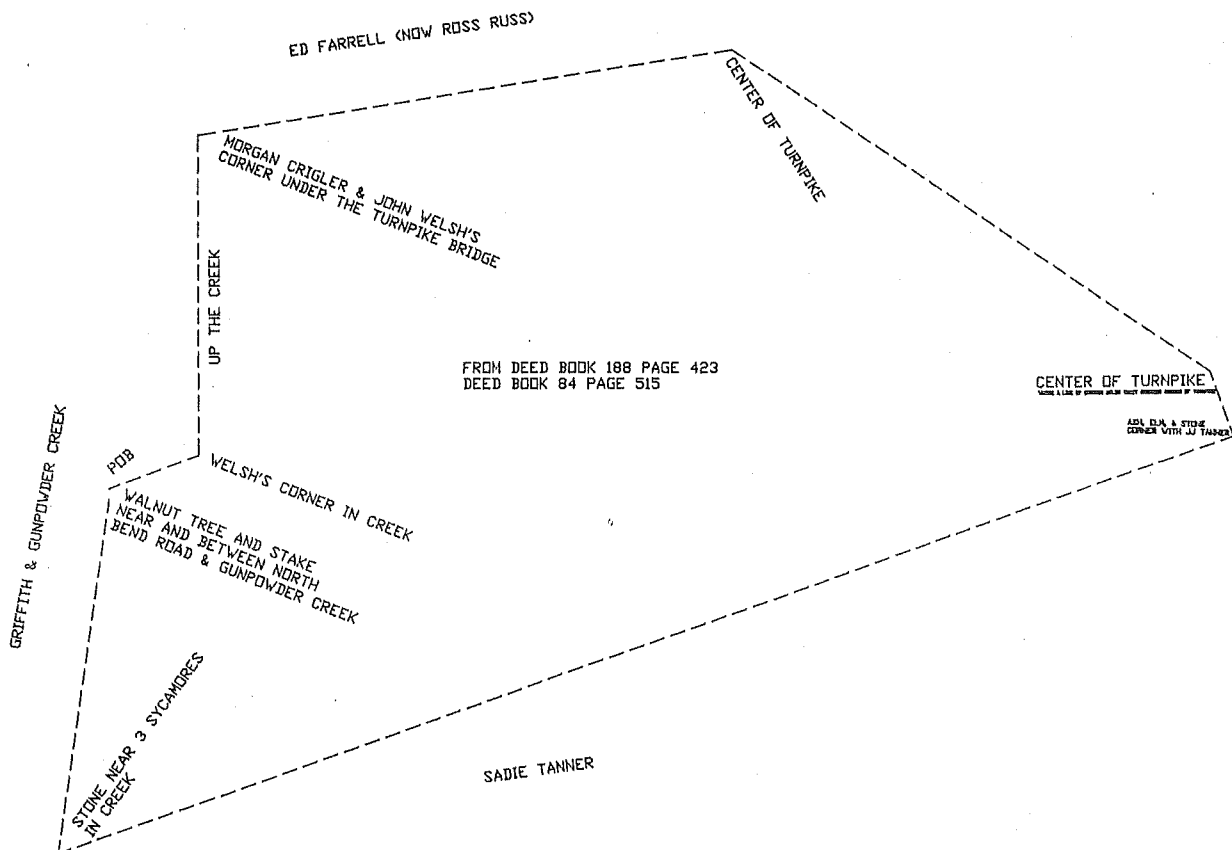 ED FARRELL (NOW ROSS RUSS)
CENTER OF TURNPIKE
MORGAN CRIGLER & JOHN WELSH'S
CORNER UNDER THE TURNPIKE BRIDGE
UP THE CREEK
FROM DEED BOOK 188 PAGE 423
DEED BOOK 84 PAGE 515
CENTER OF TURNPIKE
ASH, ELM, & STONE
CORNER WITH JJ TANNER
GRIFFITH & GUNPOWDER CREEK
POB
WELSH'S CORNER IN CREEK
WALNUT TREE AND STAKE
NEAR AND BETWEEN NORTH
BEND ROAD & GUNPOWDER CREEK
STONE NEAR 3 SYCAMORES
IN CREEK
SADIE TANNER